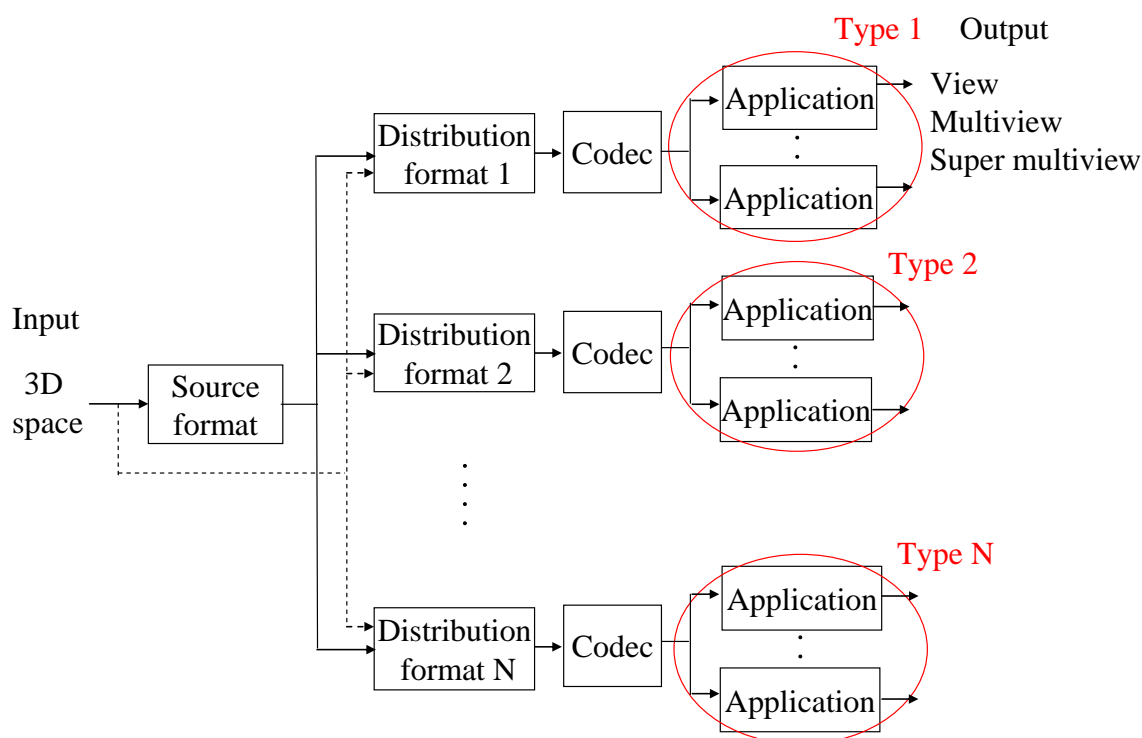 Type 1
Output
View
Multiview
Super multiview
Application
Application
Distribution
format 1
Codec
Type 2
Application
Application
Distribution
format 2
Codec
Input
3D
space
Source
format
Type N
Application
Application
Distribution
format N
Codec